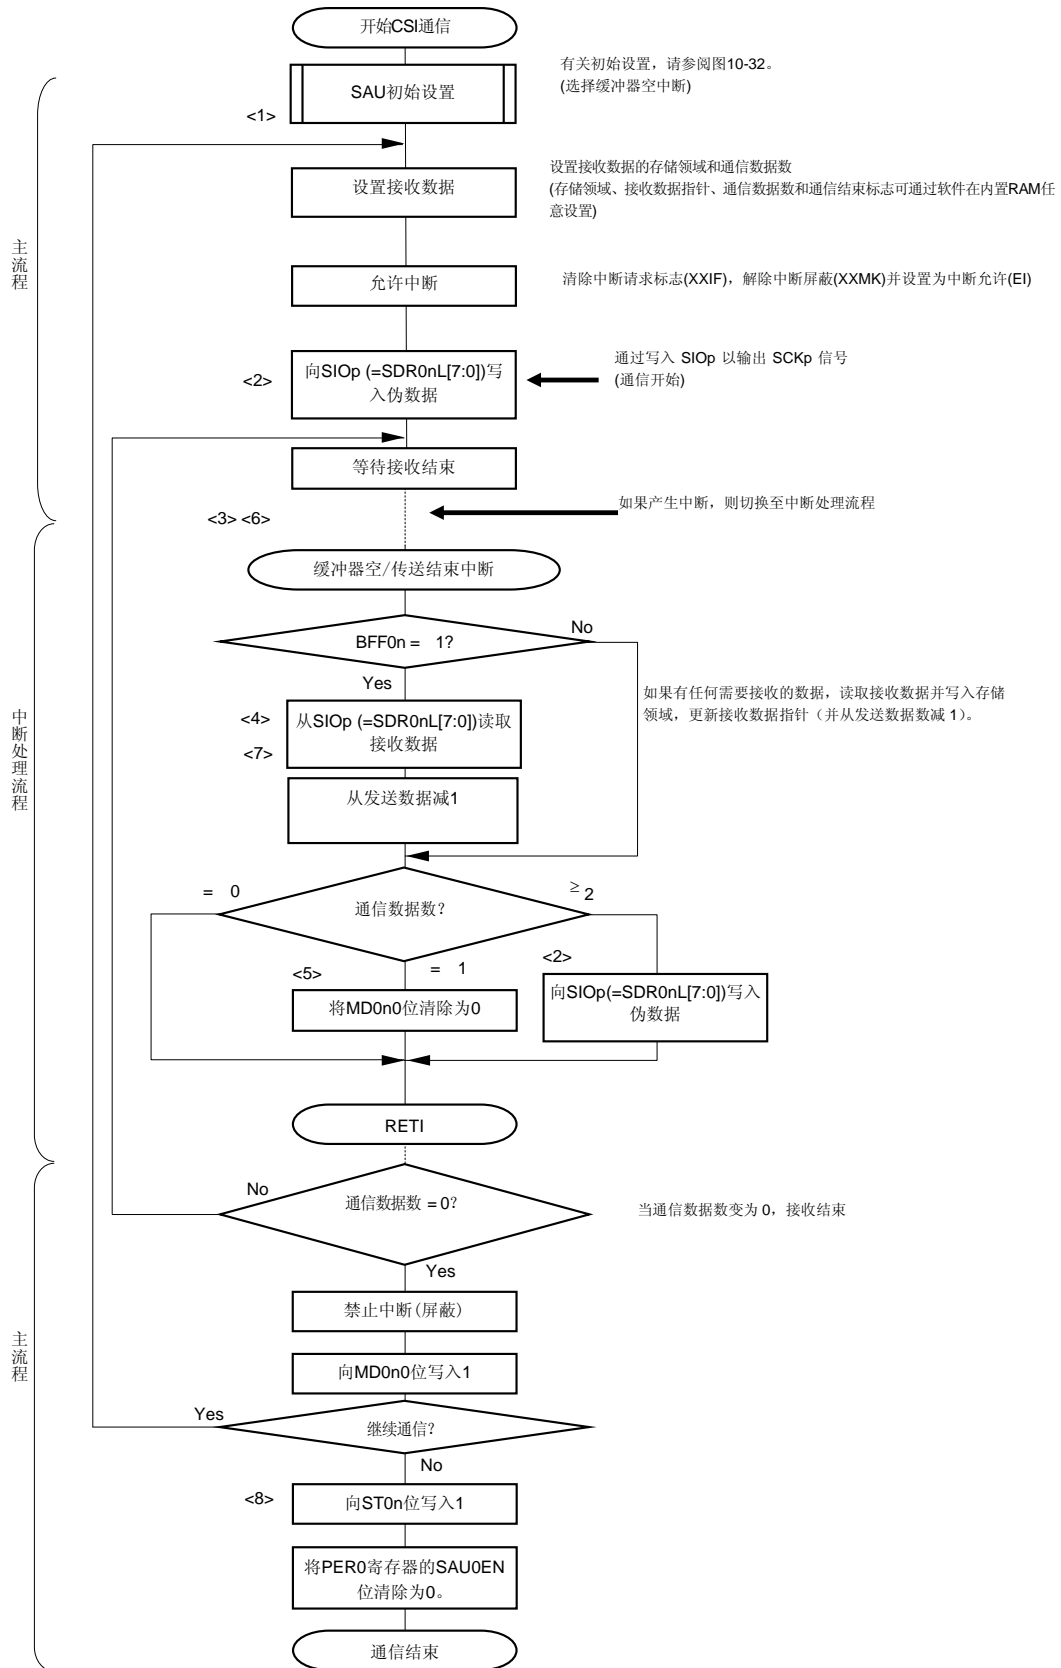 开始CSI通信
有关初始设置，请参阅图10-32。
(选择缓冲器空中断)
SAU初始设置
<1>
设置接收数据的存储领域和通信数据数
(存储领域、接收数据指针、通信数据数和通信结束标志可通过软件在内置RAM任
意设置)
设置接收数据
主流程
允许中断
清除中断请求标志(XXIF)，解除中断屏蔽(XXMK)并设置为中断允许(EI)
通过写入 SIOp 以输出 SCKp 信号
(通信开始)
<2>
向SIOp (=SDR0nL[7:0])写
入伪数据
等待接收结束
如果产生中断，则切换至中断处理流程
<3> <6>
缓冲器空/传送结束中断
BFF0n = 1?
No
Yes
如果有任何需要接收的数据，读取接收数据并写入存储
领域，更新接收数据指针（并从发送数据数减 1）。
中断处理流程
<4>
<7>
从SIOp (=SDR0nL[7:0])读取
接收数据
从发送数据减1
= 0
通信数据数?
≥ 2
= 1
<5>
<2>
将MD0n0位清除为0
向SIOp(=SDR0nL[7:0])写入
伪数据
RETI
No
通信数据数 = 0?
当通信数据数变为 0，接收结束
Yes
禁止中断(屏蔽)
主流程
向MD0n0位写入1
Yes
继续通信?
No
<8>
向ST0n位写入1
将PER0寄存器的SAU0EN
位清除为0。
通信结束